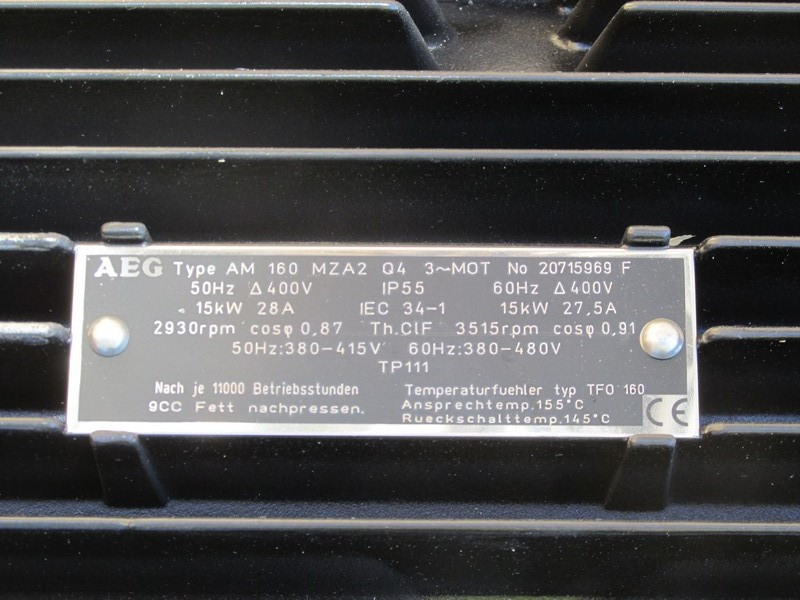 AEG Type AM 160 MZA2 Q4 3~MOT No 20715969 F
50Hz Δ400V IP55 60Hz Δ400V
15kW 28A IEC 34-1 15kW 27,5A
2930rpm cosφ 0,87 Th.ClF 3515rpm cosφ 0,91
50Hz:380-415V 60Hz:380-480V
TP111
Nach je 11000 Betriebsstunden
9CC Fett nachpressen.
Temperaturfuehler typ TFO 160
Ansprechtemp.155°C
Rueckschalttemp.145°C
CE